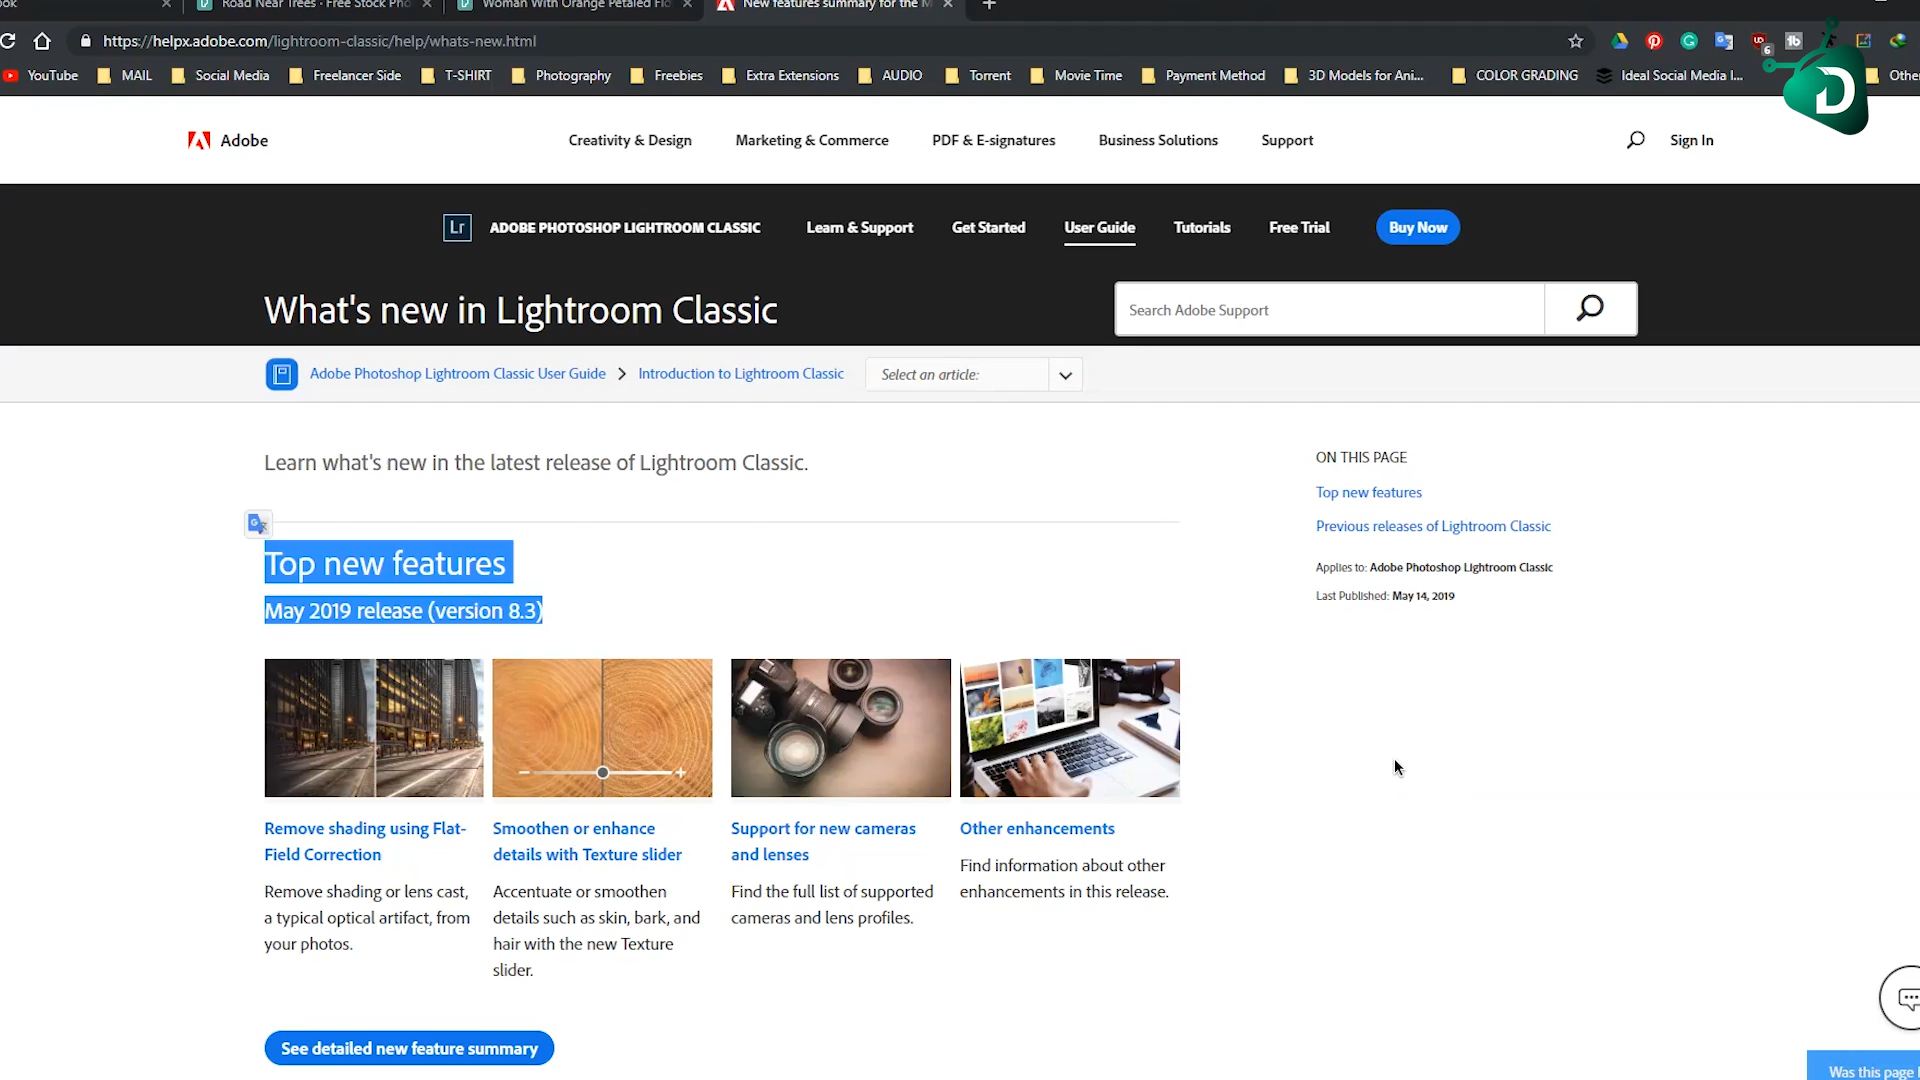 Road Near Trees - Free Stock Pho
Woman With Orange Petaled Flo
New features summary for the M
https://helpx.adobe.com/lightroom-classic/help/whats-new.html
6
YouTube MAIL Social Media Freelancer Side T-SHIRT Photography Freebies Extra Extensions AUDIO Torrent Movie Time Payment Method 3D Models for Ani... COLOR GRADING Ideal Social Media I... Othe
D
Adobe Creativity & Design Marketing & Commerce PDF & E-signatures Business Solutions Support Sign In
Lr ADOBE PHOTOSHOP LIGHTROOM CLASSIC Learn & Support Get Started User Guide Tutorials Free Trial Buy Now
What's new in Lightroom Classic
Search Adobe Support
Adobe Photoshop Lightroom Classic User Guide > Introduction to Lightroom Classic Select an article:
Learn what's new in the latest release of Lightroom Classic.
Top new features
May 2019 release (version 8.3)
Remove shading using Flat-
Field Correction
Remove shading or lens cast,
a typical optical artifact, from
your photos.
Smoothen or enhance
details with Texture slider
Accentuate or smoothen
details such as skin, bark, and
hair with the new Texture
slider.
Support for new cameras
and lenses
Find the full list of supported
cameras and lens profiles.
Other enhancements
Find information about other
enhancements in this release.
See detailed new feature summary
ON THIS PAGE
Top new features
Previous releases of Lightroom Classic
Applies to: Adobe Photoshop Lightroom Classic
Last Published: May 14, 2019
Was this page